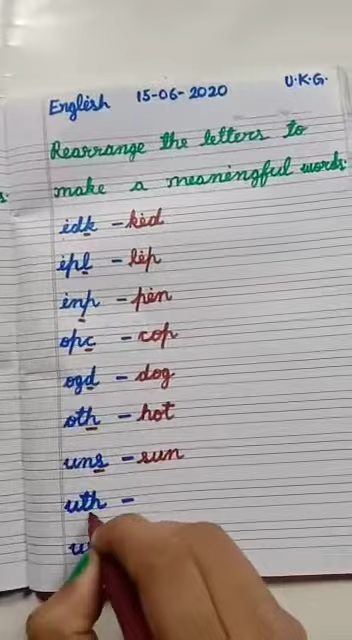 English 15-06-2020 U.K.G.
Rearrange the letters to
make a meaningful words:
idk - kid
ipl - lip
inp - pin
opc - cop
ogd - dog
oth - hot
uns - sun
uth -